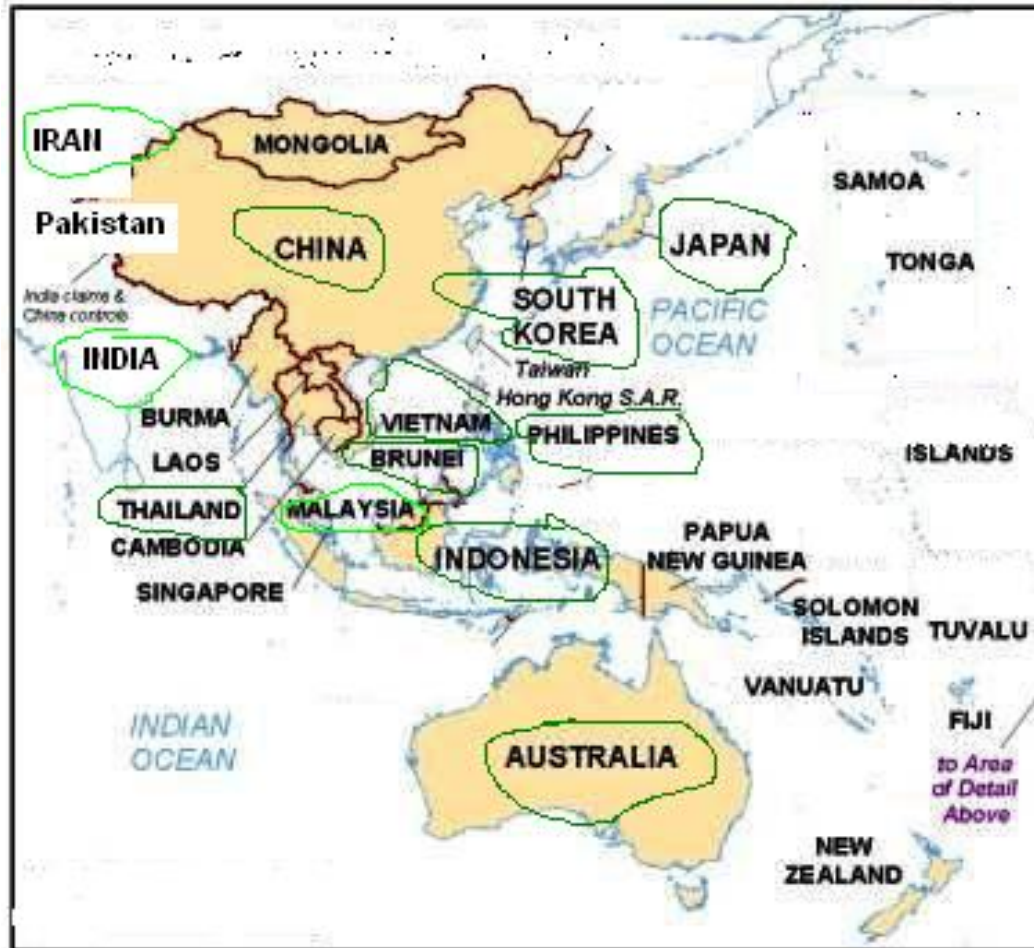 IRAN
MONGOLIA
SAMOA
Pakistan
CHINA
JAPAN
TONGA
India claims &
China controls
SOUTH
KOREA
PACIFIC
OCEAN
INDIA
Taiwan
Hong Kong S.A.R.
BURMA
VIETNAM
PHILIPPINES
LAOS
BRUNEI
ISLANDS
THAILAND
MALAYSIA
CAMBODIA
INDONESIA
PAPUA
NEW GUINEA
SINGAPORE
SOLOMON
ISLANDS
TUVALU
VANUATU
FIJI
INDIAN
OCEAN
AUSTRALIA
to Area
of Detail
Above
NEW
ZEALAND